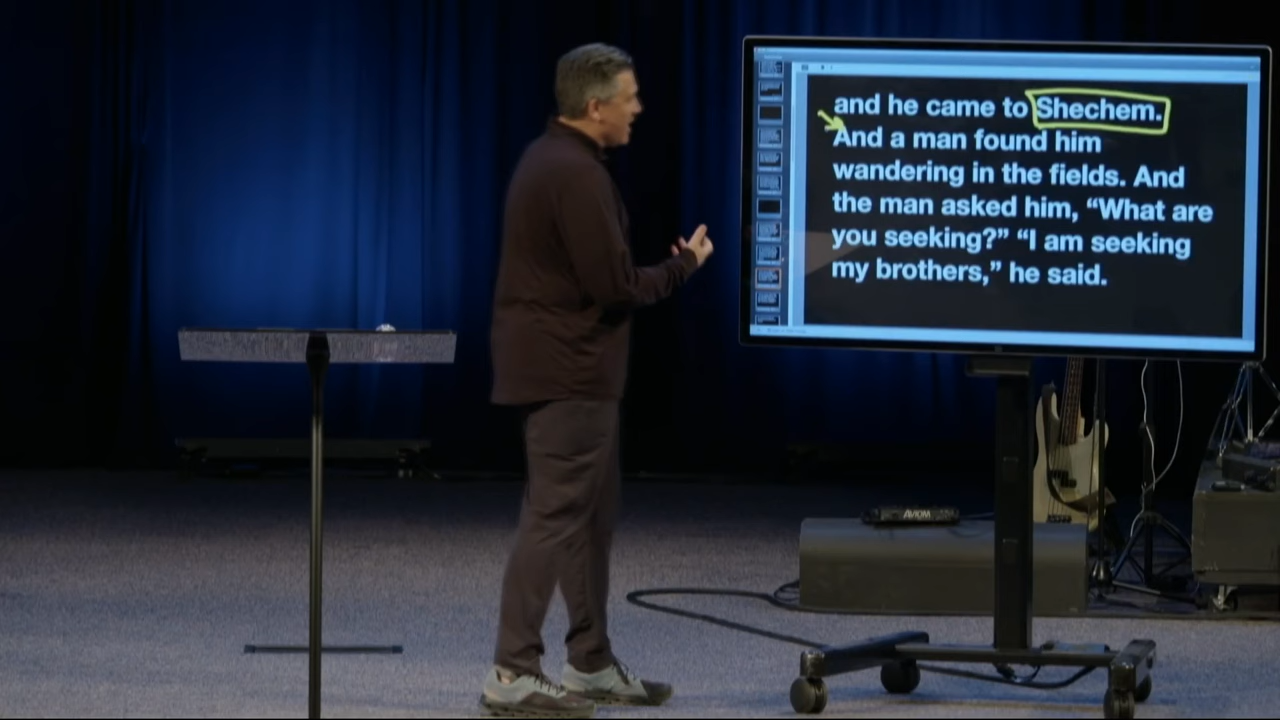 and he came to Shechem.
And a man found him
wandering in the fields. And
the man asked him, “What are
you seeking?” “I am seeking
my brothers,” he said.
AVIOM